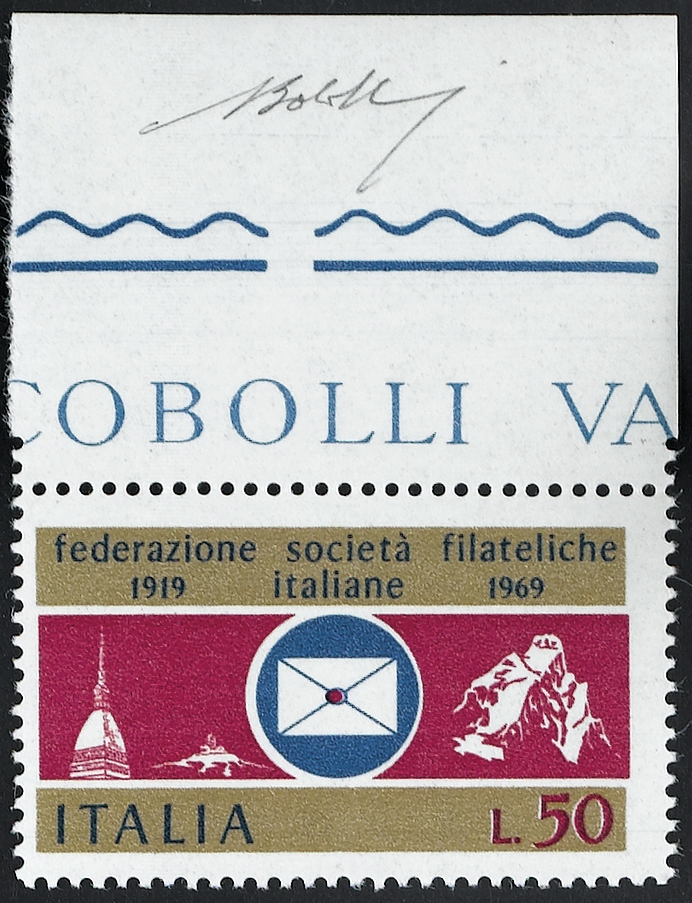 COBOLLI VA
federazione società filateliche
1919 italiane 1969
ITALIA L.50